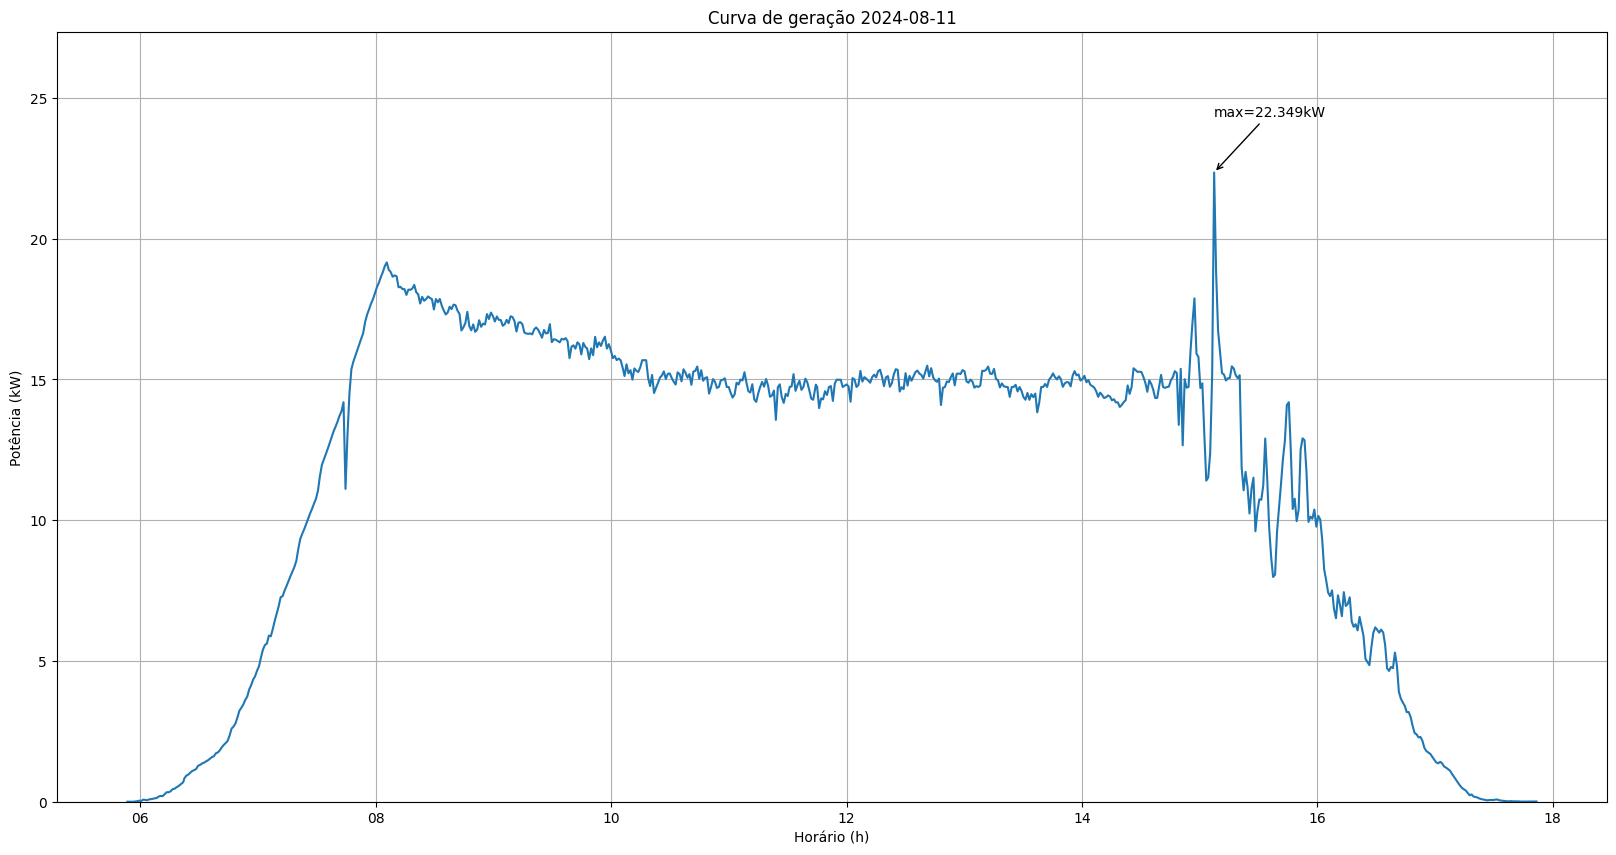 Curva de geração 2024-08-11
25
max=22.349kW
20
15
Potência (kW)
10
5
0
06 08 10 12 14 16 18
Horário (h)